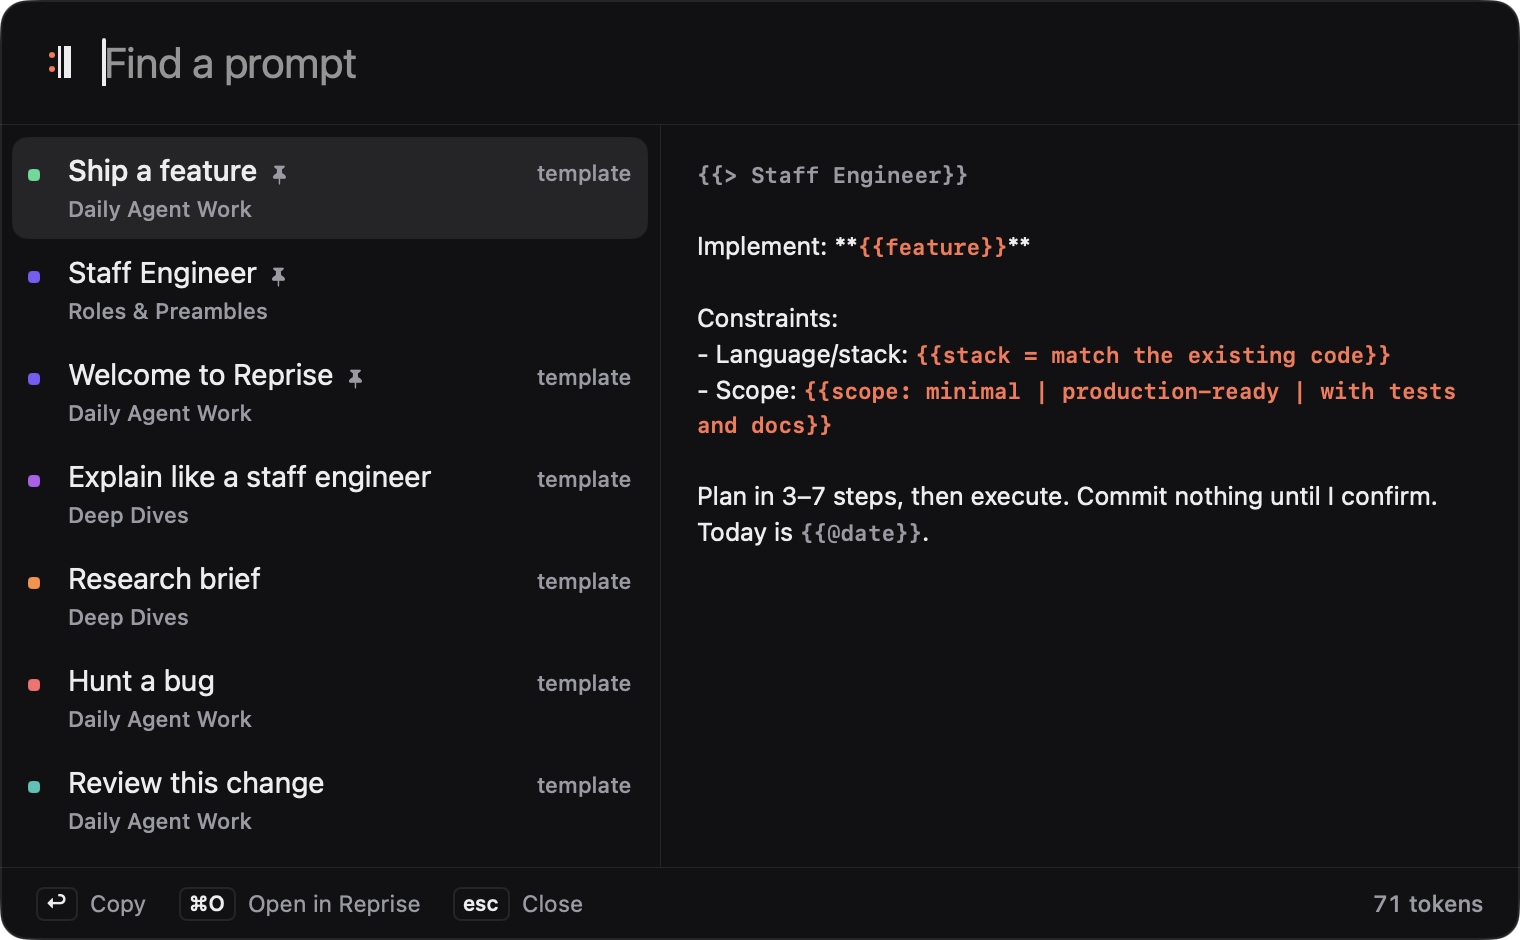 Find a prompt
Ship a feature template
Daily Agent Work
Staff Engineer
Roles & Preambles
Welcome to Reprise template
Daily Agent Work
Explain like a staff engineer template
Deep Dives
Research brief template
Deep Dives
Hunt a bug template
Daily Agent Work
Review this change template
Daily Agent Work
{{> Staff Engineer}}
Implement: **{{feature}}**
Constraints:
- Language/stack: {{stack = match the existing code}}
- Scope: {{scope: minimal | production-ready | with tests
and docs}}
Plan in 3–7 steps, then execute. Commit nothing until I confirm.
Today is {{@date}}.
↩ Copy ⌘O Open in Reprise esc Close 71 tokens